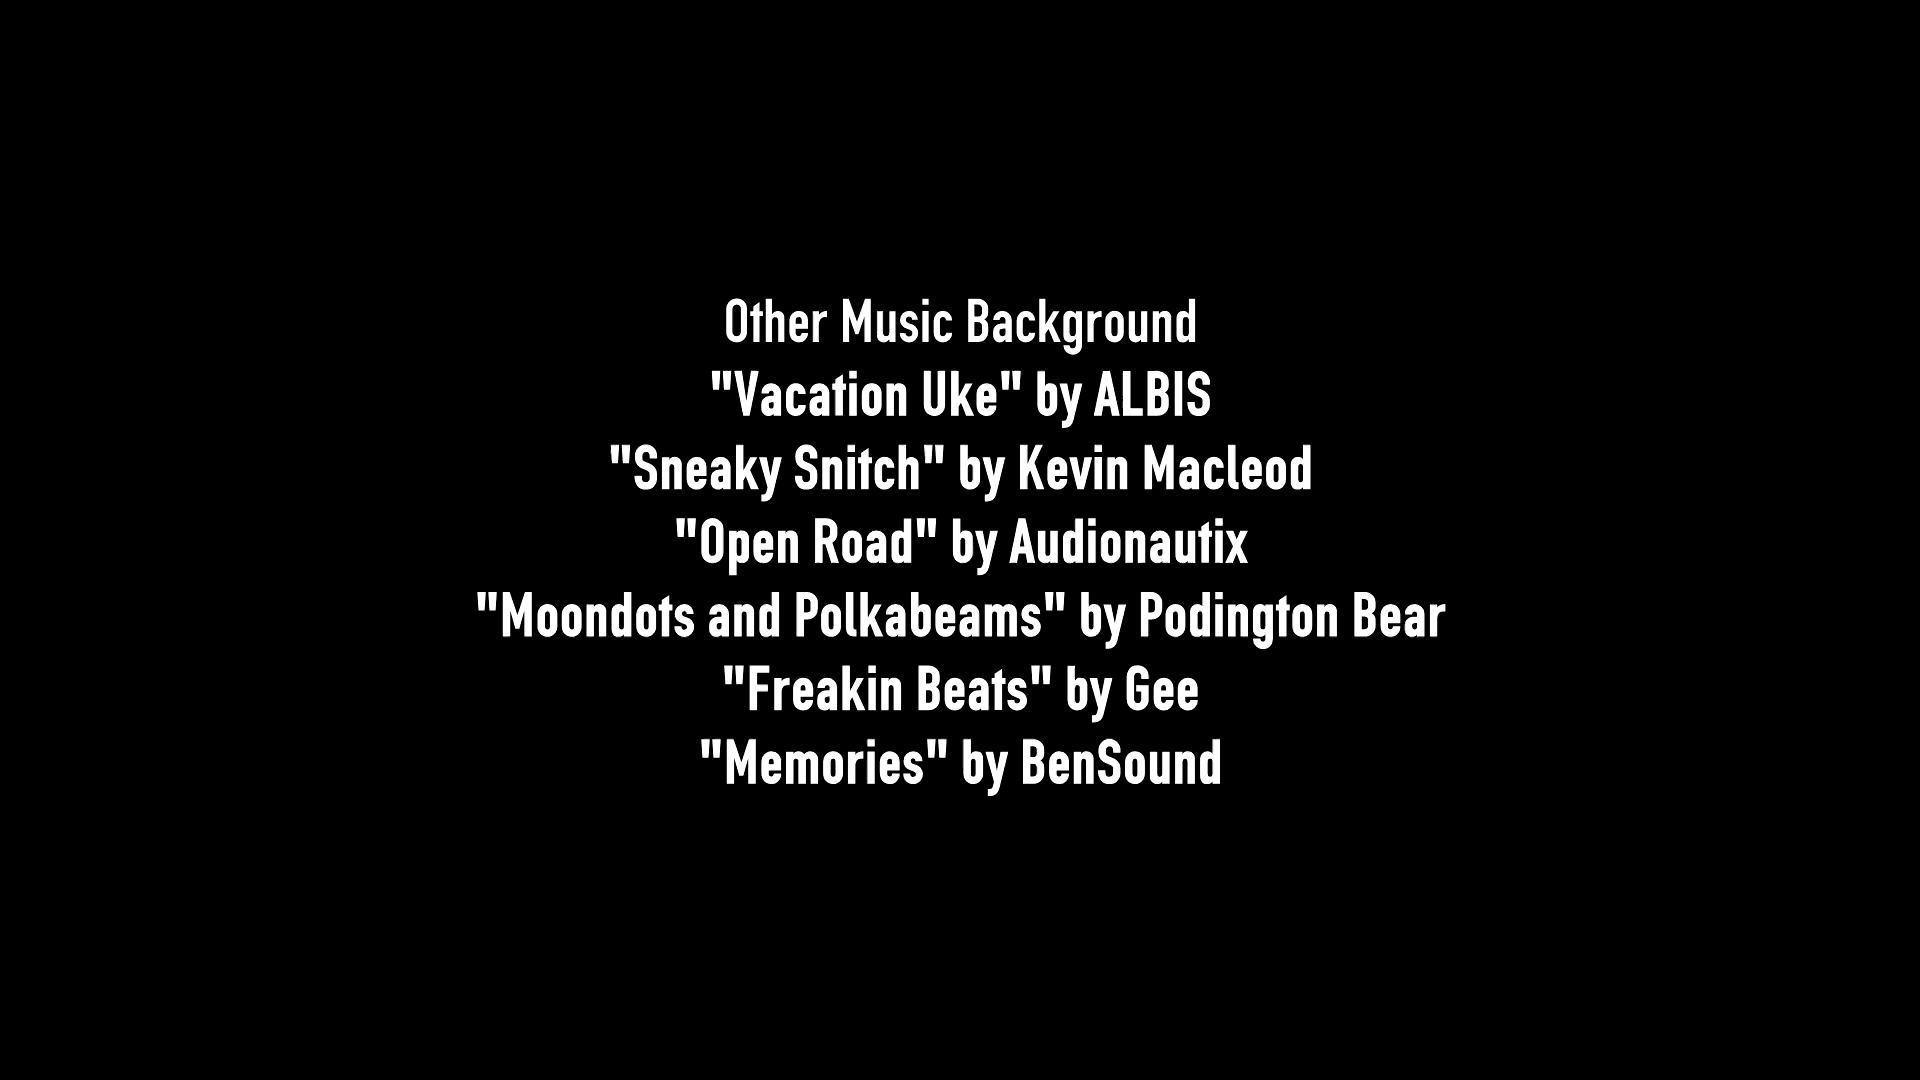 Other Music Background
"Vacation Uke" by ALBIS
"Sneaky Snitch" by Kevin Macleod
"Open Road" by Audionautix
"Moondots and Polkabeams" by Podington Bear
"Freakin Beats" by Gee
"Memories" by BenSound